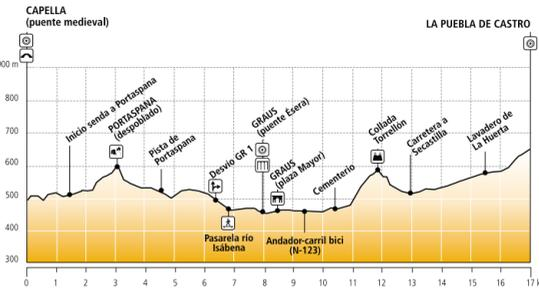 CAPELLA
(puente medieval)
LA PUEBLA DE CASTRO
900 m
800
700
600
500
400
300
Inicio senda a Portaspana
PORTASPANA
(despoblado)
Pista de
Portaspana
Desvío GR 1
GRAUS
(puente Ésera)
GRAUS
(plaza Mayor)
Cementerio
Collada
Torrellón
Carretera a
Secastilla
Lavadero de
La Huerta
Pasarela río
Isábena
Andador-carril bici
(N-123)
0 1 2 3 4 5 6 7 8 9 10 11 12 13 14 15 16 17 k